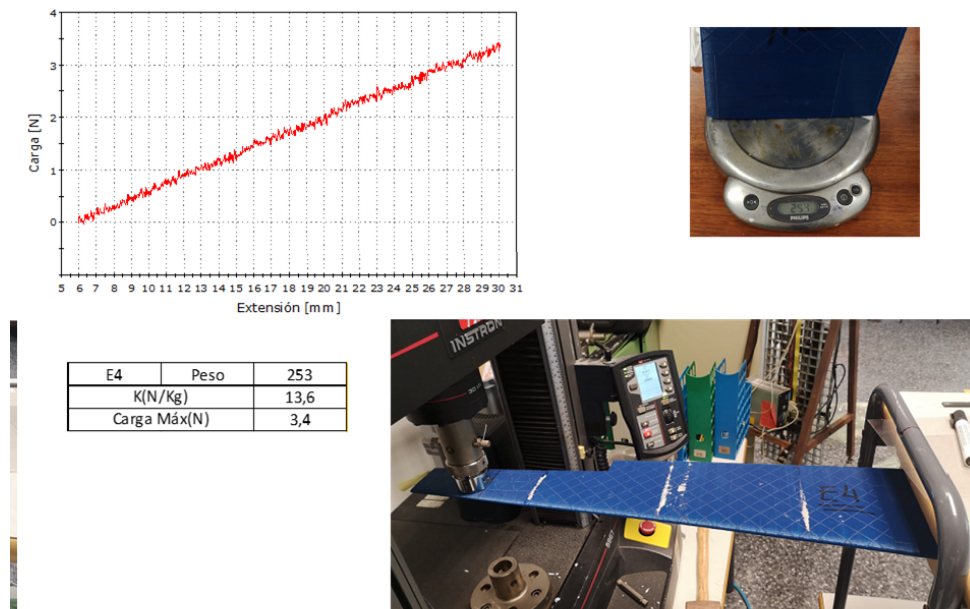 4
3
2
1
0
Carga [N]
5 6 7 8 9 10 11 12 13 14 15 16 17 18 19 20 21 22 23 24 25 26 27 28 29 30 31
Extensión [mm]
253
PHILIPS
E4 Peso 253
K(N/Kg) 13,6
Carga Máx(N) 3,4
INSTRON
E4